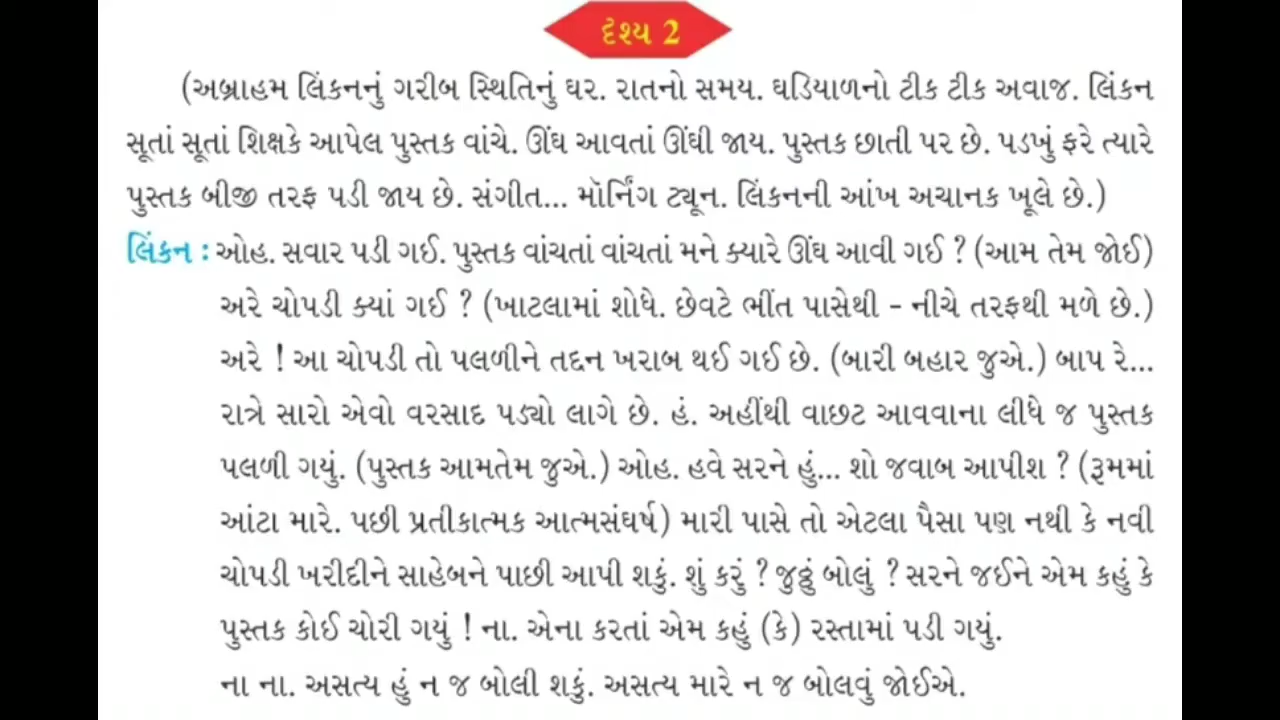 દૃશ્ય 2
(અબ્રાહમ લિંકનનું ગરીબ સ્થિતિનું ઘર. રાતનો સમય. ઘડિયાળનો ટીક ટીક અવાજ. લિંકન
સૂતાં સૂતાં શિક્ષકે આપેલ પુસ્તક વાંચે. ઊંઘ આવતાં ઊંઘી જાય. પુસ્તક છાતી પર છે. પડખું ફરે ત્યારે
પુસ્તક બીજી તરફ પડી જાય છે. સંગીત... મૉર્નિંગ ટ્યૂન. લિંકનની આંખ અચાનક ખૂલે છે.)
લિંકન : ઓહ. સવાર પડી ગઈ. પુસ્તક વાંચતાં વાંચતાં મને ક્યારે ઊંઘ આવી ગઈ ? (આમ તેમ જોઈ)
અરે ચોપડી ક્યાં ગઈ ? (ખાટલામાં શોધે. છેવટે ભીંત પાસેથી - નીચે તરફથી મળે છે.)
અરે ! આ ચોપડી તો પલળીને તદ્દન ખરાબ થઈ ગઈ છે. (બારી બહાર જુએ.) બાપ રે...
રાત્રે સારો એવો વરસાદ પડ્યો લાગે છે. હં. અહીંથી વાછટ આવવાના લીધે જ પુસ્તક
પલળી ગયું. (પુસ્તક આમતેમ જુએ.) ઓહ. હવે સરને હું... શો જવાબ આપીશ ? (રૂમમાં
આંટા મારે. પછી પ્રતીકાત્મક આત્મસંઘર્ષ) મારી પાસે તો એટલા પૈસા પણ નથી કે નવી
ચોપડી ખરીદીને સાહેબને પાછી આપી શકું. શું કરું ? જુઠ્ઠું બોલું ? સરને જઈને એમ કહું કે
પુસ્તક કોઈ ચોરી ગયું ! ના. એના કરતાં એમ કહું (કે) રસ્તામાં પડી ગયું.
ના ના. અસત્ય હું ન જ બોલી શકું. અસત્ય મારે ન જ બોલવું જોઈએ.